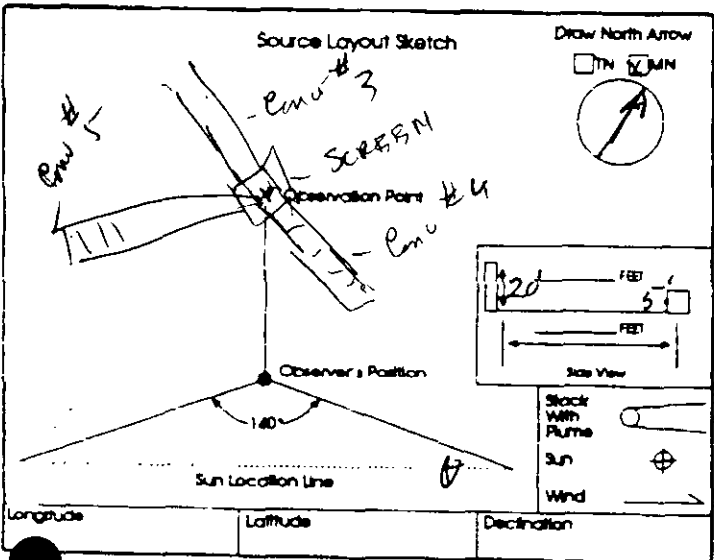 Source Layout Sketch
Draw North Arrow
TN MN
Conv #3
Conv #5
SCREEN
Observation Point
Conv #4
20' FEET
5'
FEET
Side View
Observer's Position
140°
Sun Location Line
Stack With Plume
Sun
Wind
Longitude
Latitude
Declination